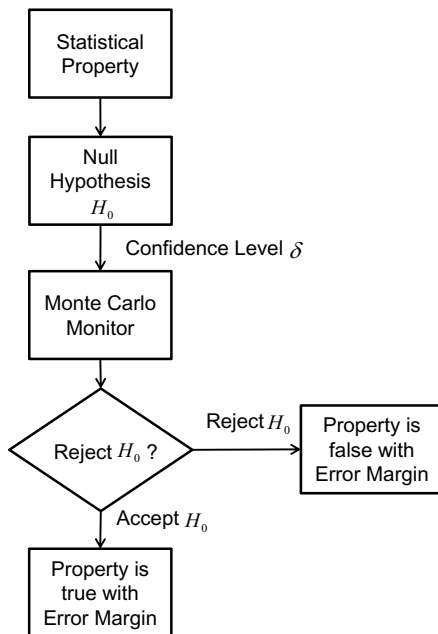 Statistical
Property
Null
Hypothesis
H₀
Confidence Level δ
Monte Carlo
Monitor
Reject H₀ ?
Reject H₀
Property is
false with
Error Margin
Accept H₀
Property is
true with
Error Margin